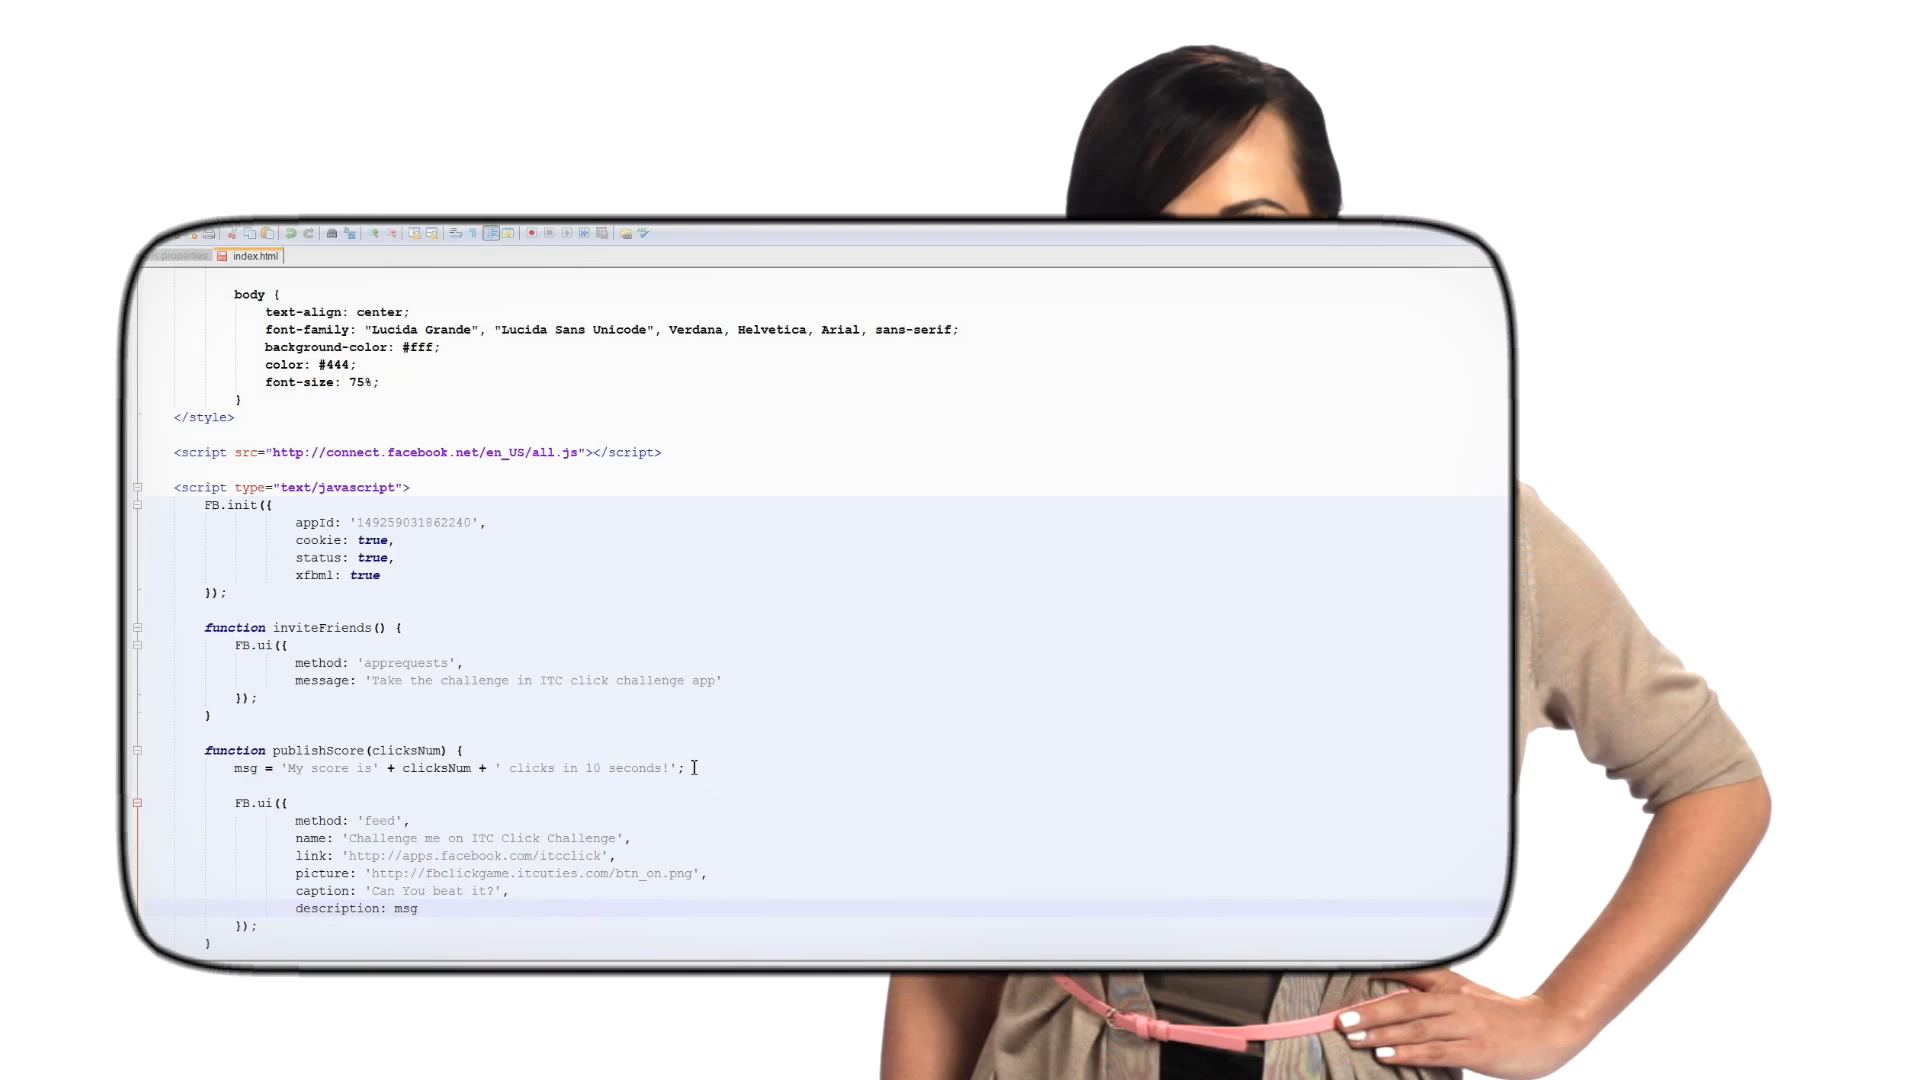 s.properties index.html
body {
text-align: center;
font-family: "Lucida Grande", "Lucida Sans Unicode", Verdana, Helvetica, Arial, sans-serif;
background-color: #fff;
color: #444;
font-size: 75%;
}
</style>
<script src="http://connect.facebook.net/en_US/all.js"></script>
<script type="text/javascript">
FB.init({
appId: '149259031862240',
cookie: true,
status: true,
xfbml: true
});
function inviteFriends() {
FB.ui({
method: 'apprequests',
message: 'Take the challenge in ITC click challenge app'
});
}
function publishScore(clicksNum) {
msg = 'My score is' + clicksNum + ' clicks in 10 seconds!';
FB.ui({
method: 'feed',
name: 'Challenge me on ITC Click Challenge',
link: 'http://apps.facebook.com/itcclick',
picture: 'http://fbclickgame.itcuties.com/btn_on.png',
caption: 'Can You beat it?',
description: msg
});
}